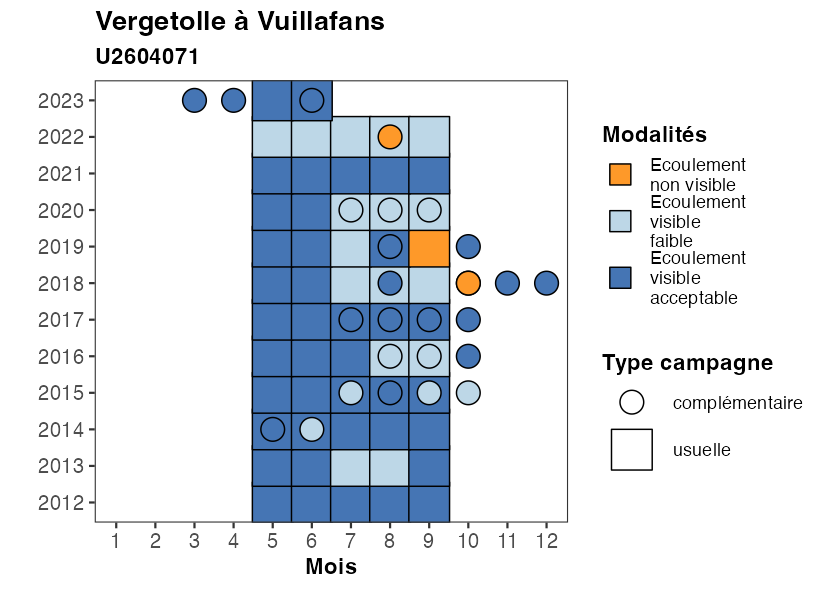 Vergetolle à Vuillafans
U2604071
2023
2022
2021
2020
2019
2018
2017
2016
2015
2014
2013
2012
1 2 3 4 5 6 7 8 9 10 11 12
Mois
Modalités
Ecoulement
non visible
Ecoulement
visible
faible
Ecoulement
visible
acceptable
Type campagne
complémentaire
usuelle